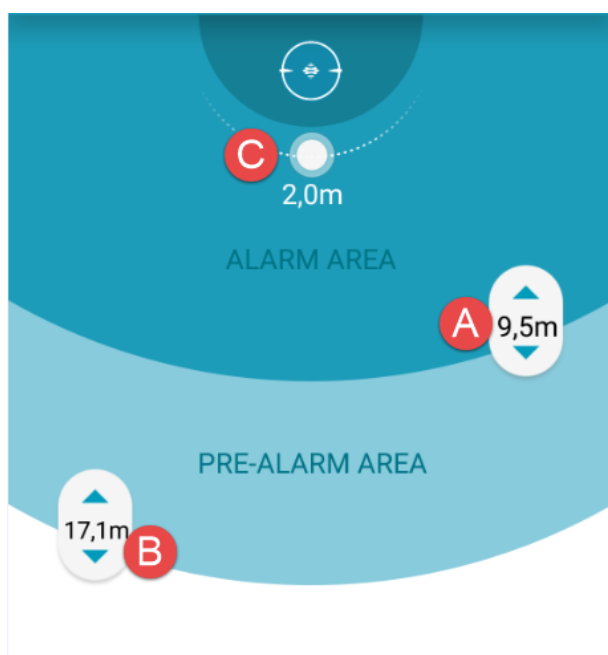 C
2,0m
ALARM AREA
A
9,5m
PRE-ALARM AREA
17,1m
B